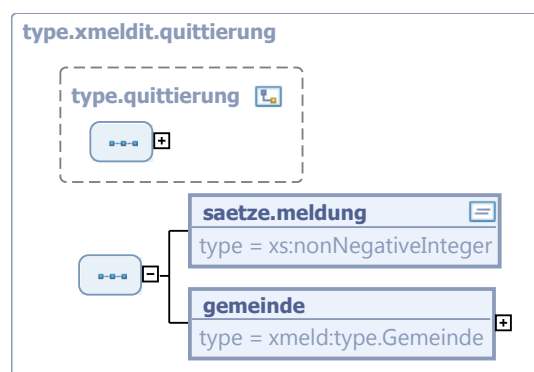 type.xmeldit.quittierung
type.quittierung
saetze.meldung
type = xs:nonNegativeInteger
gemeinde
type = xmeld:type.Gemeinde